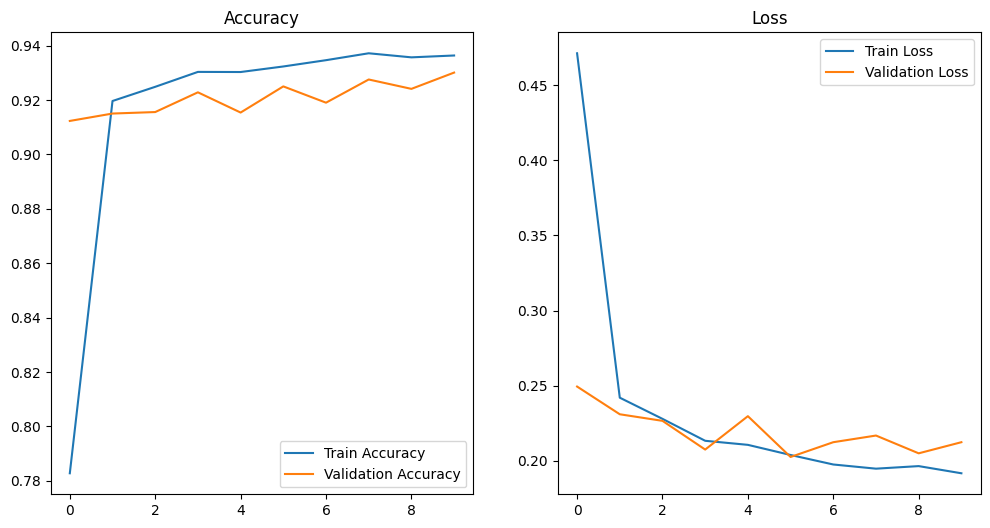 Accuracy
0.94
0.92
0.90
0.88
0.86
0.84
0.82
0.80
0.78
0 2 4 6 8
Train Accuracy
Validation Accuracy
Loss
0.45
0.40
0.35
0.30
0.25
0.20
0 2 4 6 8
Train Loss
Validation Loss